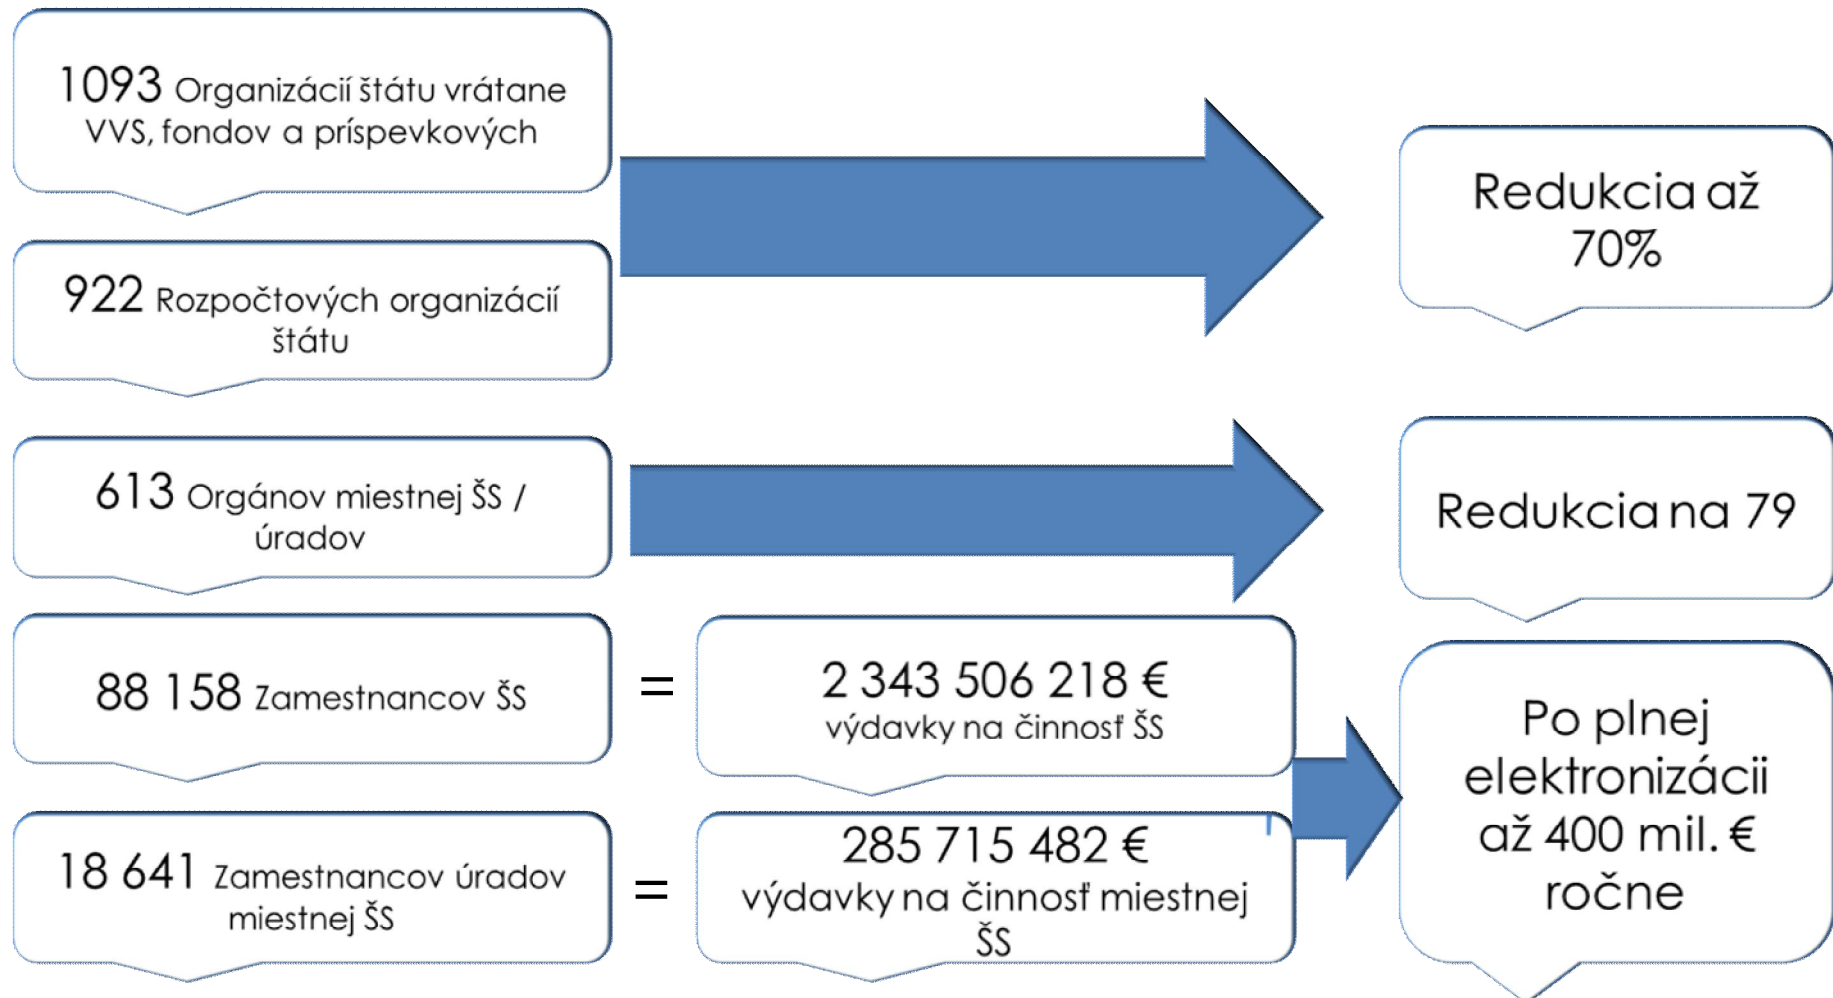 1093 Organizácií štátu vrátane
VVS, fondov a príspevkových
Redukcia až
70%
922 Rozpočtových organizácií
štátu
613 Orgánov miestnej ŠS /
úradov
Redukcia na 79
88 158 Zamestnancov ŠS
=
2 343 506 218 €
výdavky na činnosť ŠS
18 641 Zamestnancov úradov
miestnej ŠS
=
285 715 482 €
výdavky na činnosť miestnej
ŠS
Po plnej
elektronizácii
až 400 mil. €
ročne